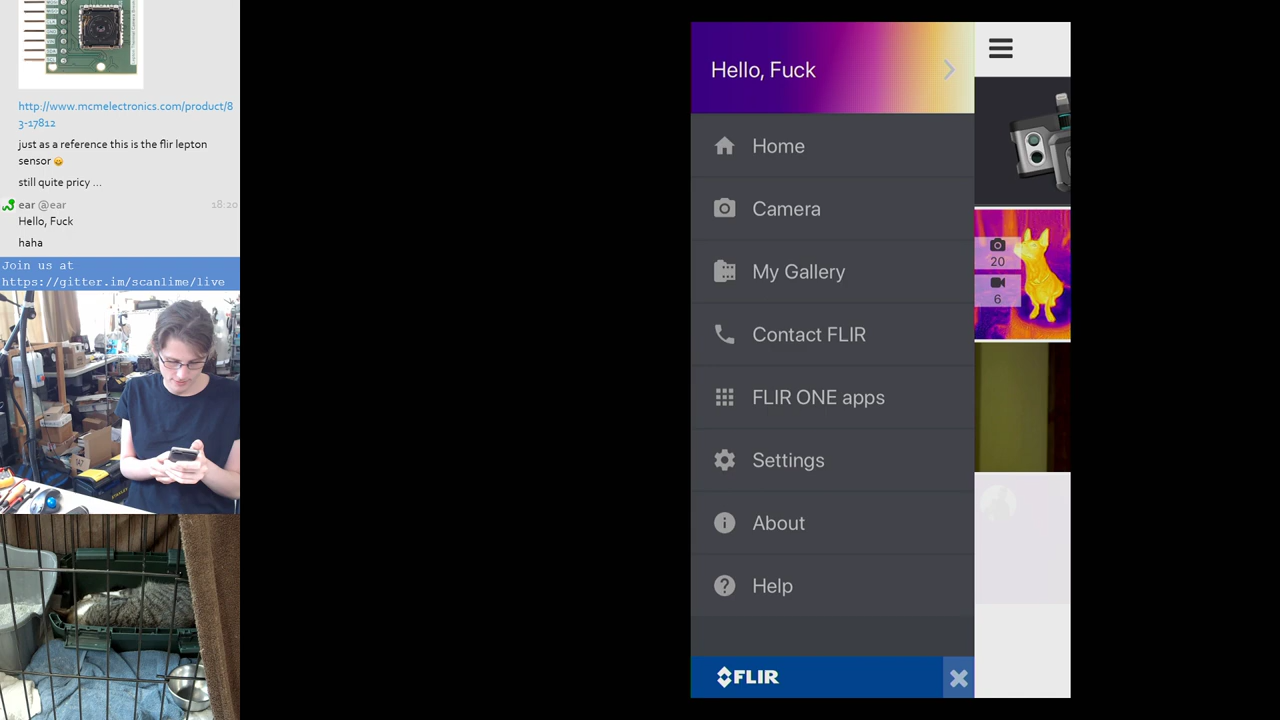 http://www.mcmelectronics.com/product/8
3-17812
just as a reference this is the flir lepton
sensor 😛
still quite pricy ...
ear @ear 18:20
Hello, Fuck
haha
Join us at
https://gitter.im/scanlime/live
Hello, Fuck
Home
Camera
My Gallery
Contact FLIR
FLIR ONE apps
Settings
About
Help
FLIR
20
6